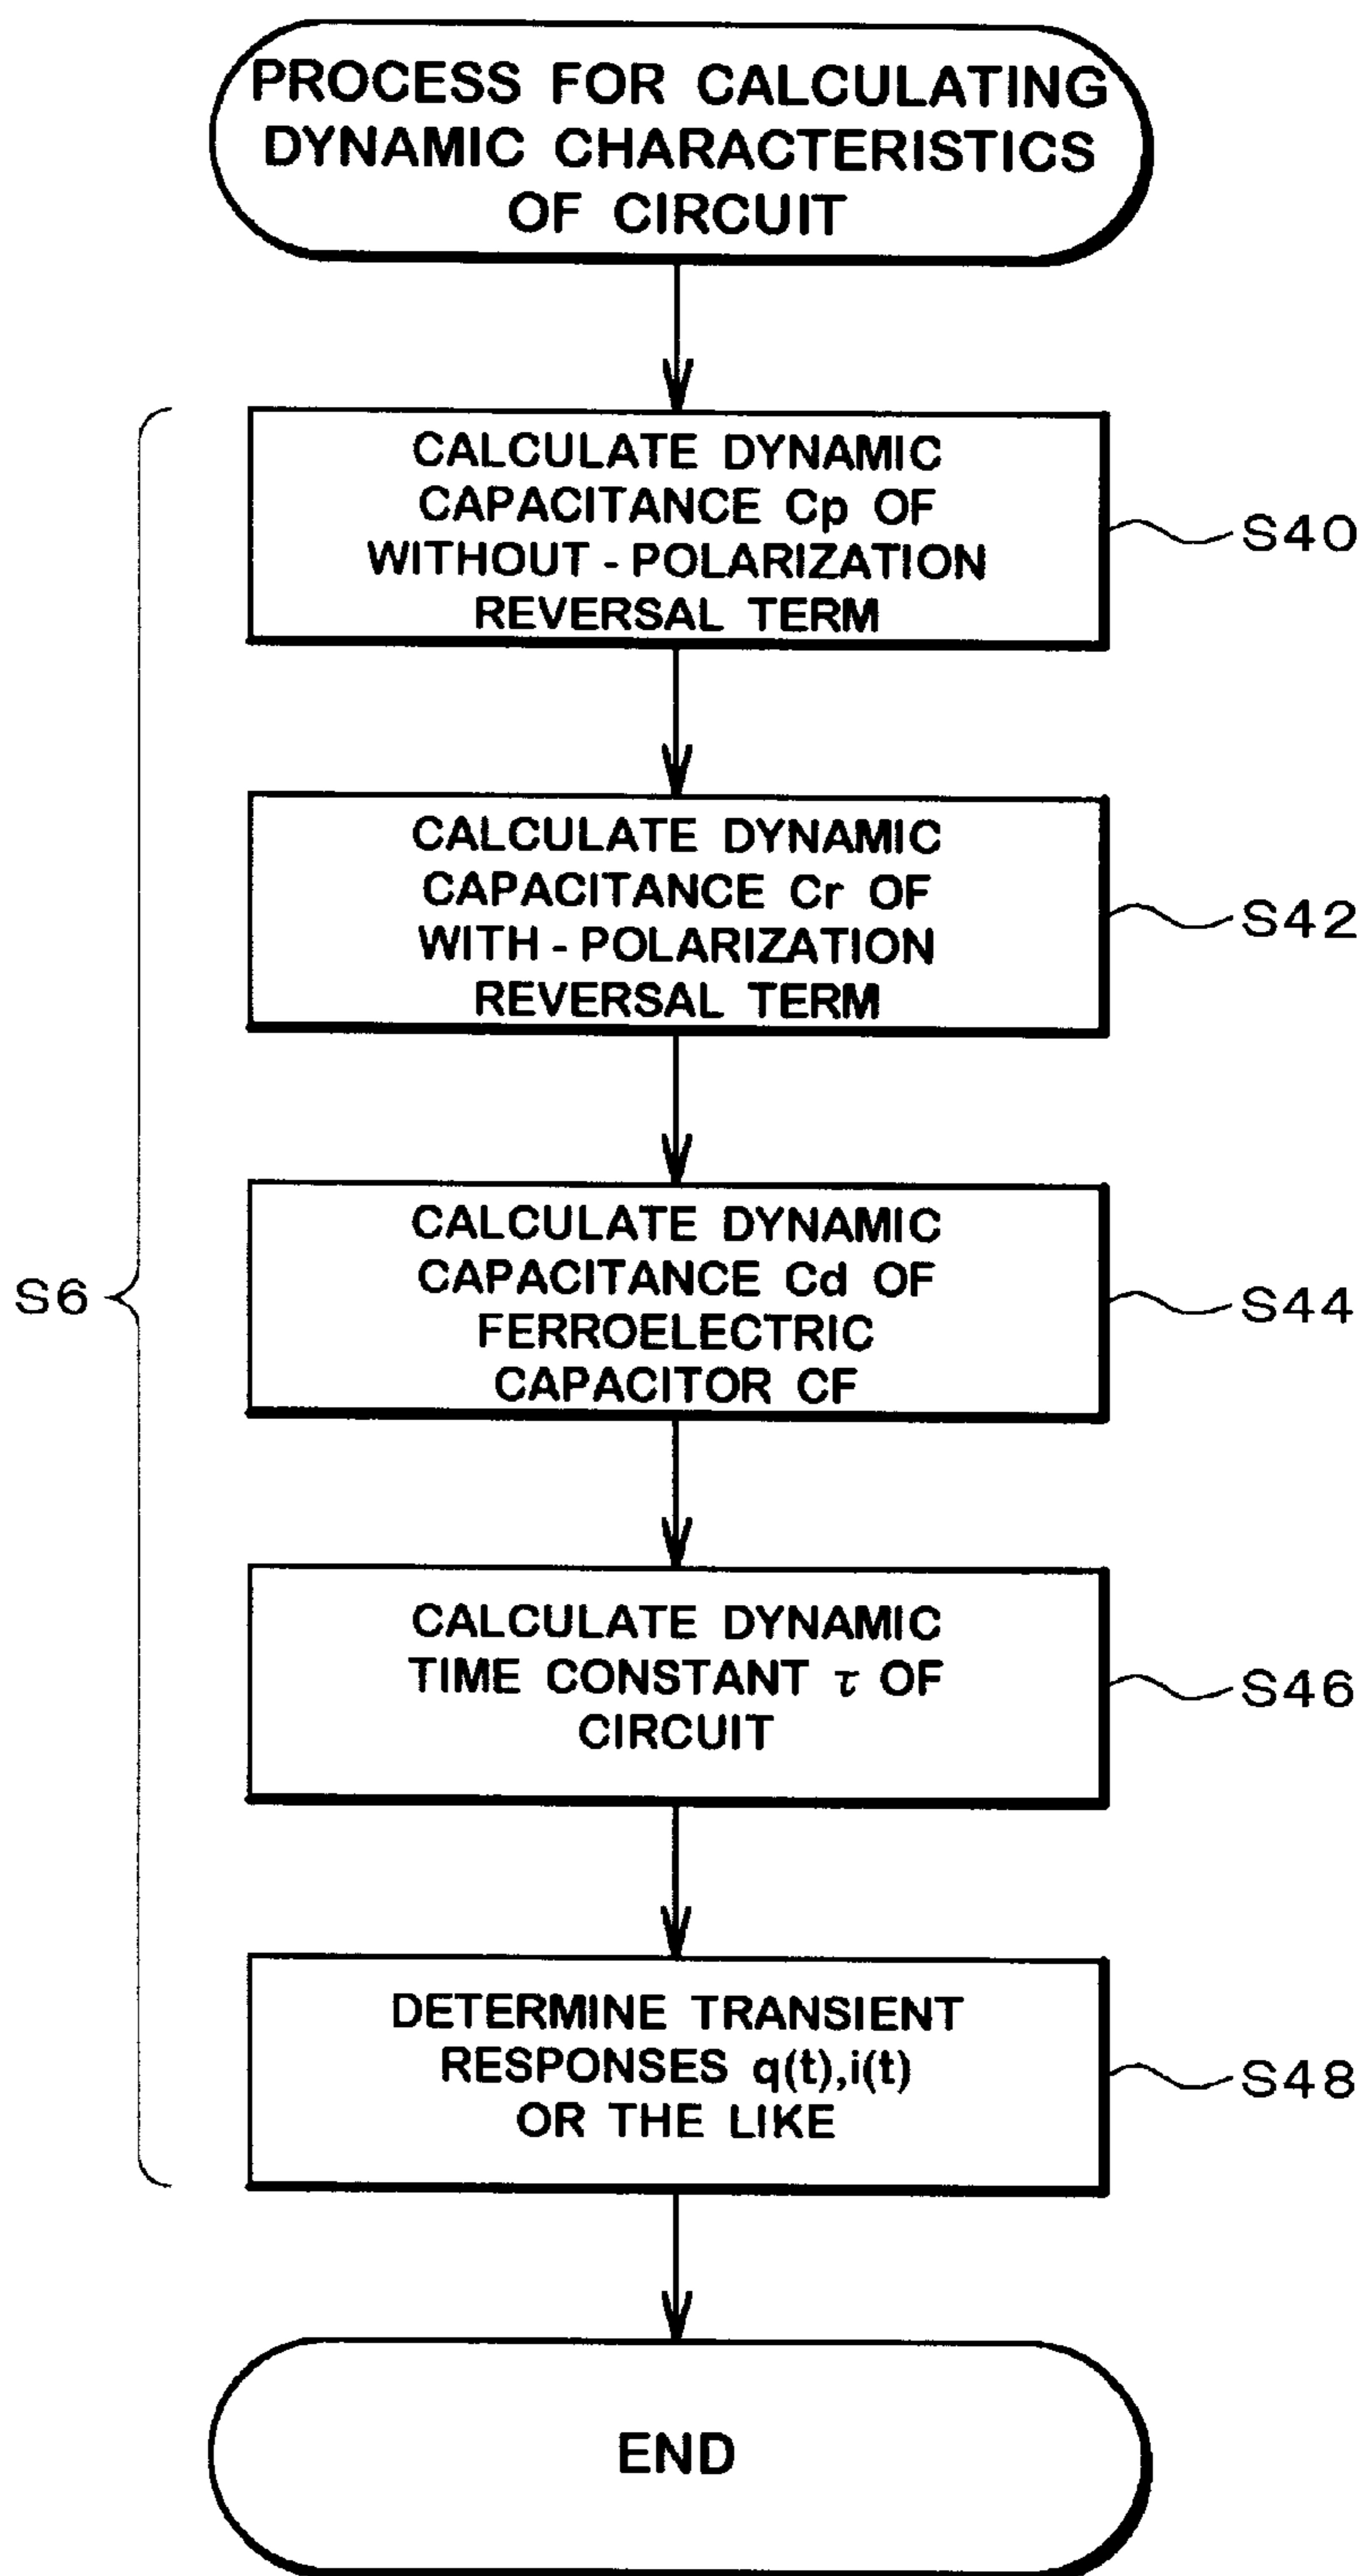 PROCESS FOR CALCULATING
DYNAMIC CHARACTERISTICS
OF CIRCUIT
CALCULATE DYNAMIC
CAPACITANCE Cp OF
WITHOUT - POLARIZATION
REVERSAL TERM
S40
CALCULATE DYNAMIC
CAPACITANCE Cr OF
WITH - POLARIZATION
REVERSAL TERM
S42
CALCULATE DYNAMIC
CAPACITANCE Cd OF
FERROELECTRIC
CAPACITOR CF
S44
S6
CALCULATE DYNAMIC
TIME CONSTANT τ OF
CIRCUIT
S46
DETERMINE TRANSIENT
RESPONSES q(t),i(t)
OR THE LIKE
S48
END